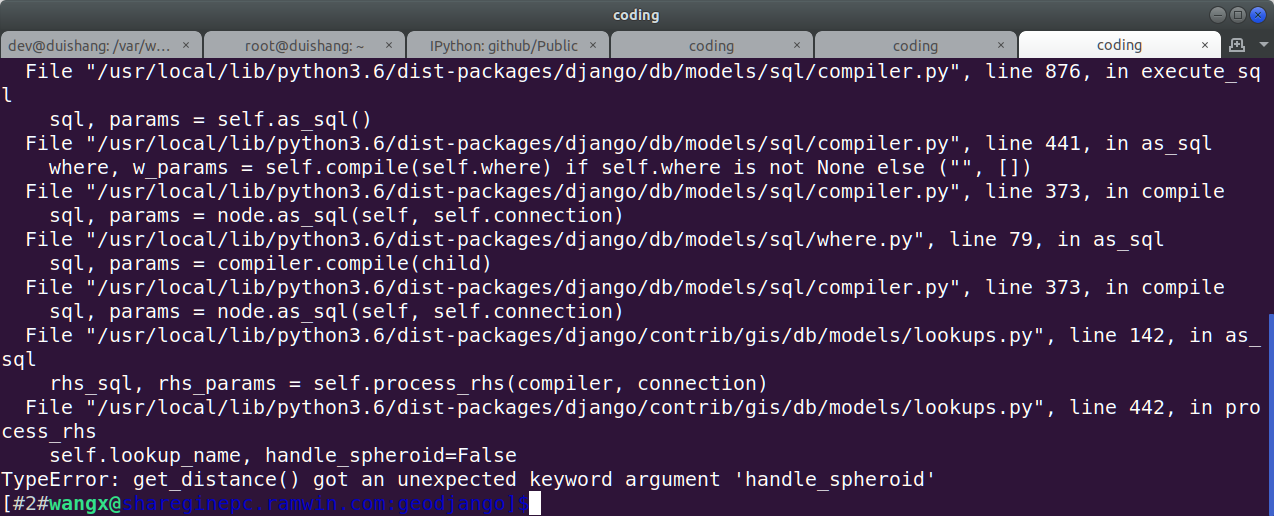 coding
dev@duishang: /var/w... × root@duishang: ~ × IPython: github/Public × coding × coding × coding ×
  File "/usr/local/lib/python3.6/dist-packages/django/db/models/sql/compiler.py", line 876, in execute_sq
l
    sql, params = self.as_sql()
  File "/usr/local/lib/python3.6/dist-packages/django/db/models/sql/compiler.py", line 441, in as_sql
    where, w_params = self.compile(self.where) if self.where is not None else ("", [])
  File "/usr/local/lib/python3.6/dist-packages/django/db/models/sql/compiler.py", line 373, in compile
    sql, params = node.as_sql(self, self.connection)
  File "/usr/local/lib/python3.6/dist-packages/django/db/models/sql/where.py", line 79, in as_sql
    sql, params = compiler.compile(child)
  File "/usr/local/lib/python3.6/dist-packages/django/db/models/sql/compiler.py", line 373, in compile
    sql, params = node.as_sql(self, self.connection)
  File "/usr/local/lib/python3.6/dist-packages/django/contrib/gis/db/models/lookups.py", line 142, in as_
sql
    rhs_sql, rhs_params = self.process_rhs(compiler, connection)
  File "/usr/local/lib/python3.6/dist-packages/django/contrib/gis/db/models/lookups.py", line 442, in pro
cess_rhs
    self.lookup_name, handle_spheroid=False
TypeError: get_distance() got an unexpected keyword argument 'handle_spheroid'
[#2#wangx@shareginepc.ramwin.com:geodjango]$